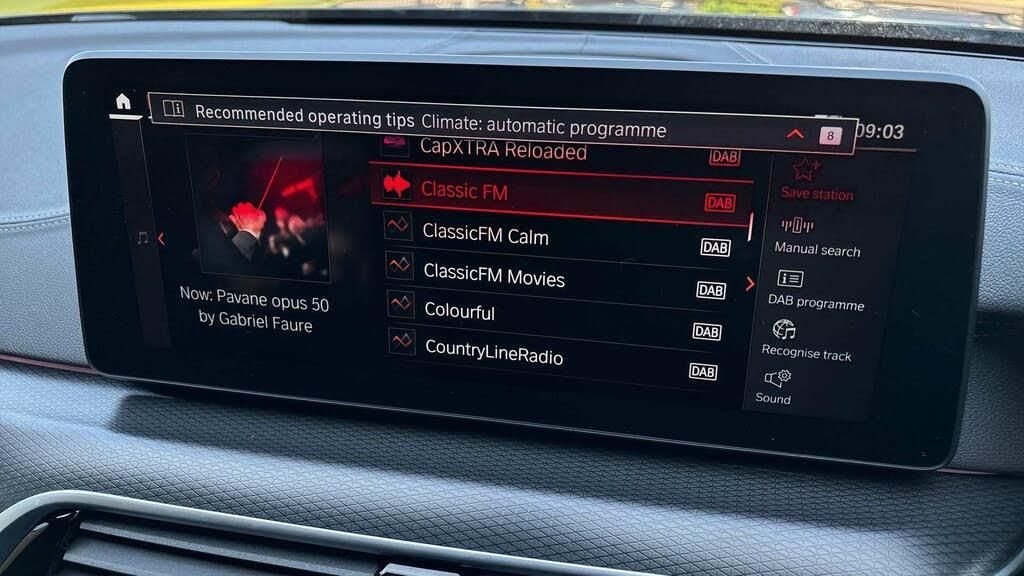 Recommended operating tips Climate: automatic programme
8
09:03
CapXTRA Reloaded
DAB
Classic FM
DAB
ClassicFM Calm
DAB
ClassicFM Movies
DAB
Colourful
DAB
CountryLineRadio
DAB
Now: Pavane opus 50
by Gabriel Faure
Save station
Manual search
DAB programme
Recognise track
Sound